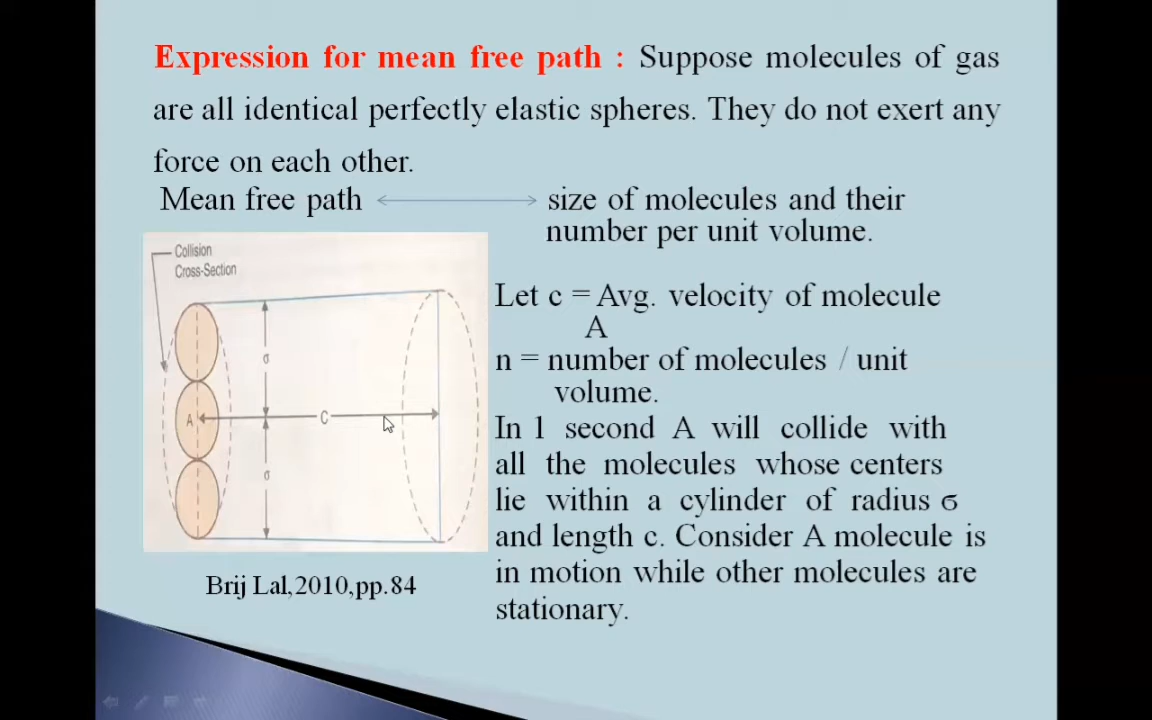 Expression for mean free path : Suppose molecules of gas
are all identical perfectly elastic spheres. They do not exert any
force on each other.
Mean free path size of molecules and their
number per unit volume.
Collision
Cross-Section
σ
A
C
σ
Brij Lal,2010,pp.84
Let c = Avg. velocity of molecule
A
n = number of molecules / unit
volume.
In 1 second A will collide with
all the molecules whose centers
lie within a cylinder of radius σ
and length c. Consider A molecule is
in motion while other molecules are
stationary.